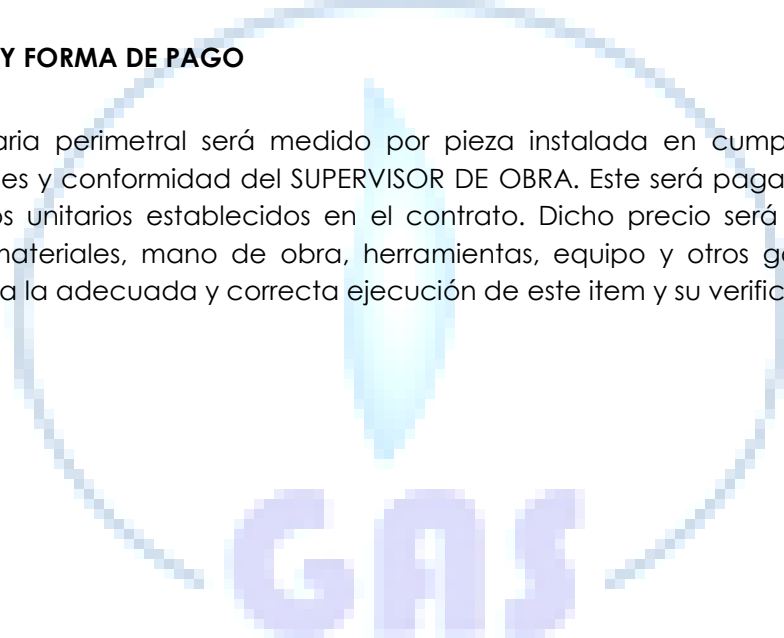 Y FORMA DE PAGO
aria perimetral será medido por pieza instalada en cump
es y conformidad del SUPERVISOR DE OBRA. Este será paga
os unitarios establecidos en el contrato. Dicho precio será
materiales, mano de obra, herramientas, equipo y otros ga
a la adecuada y correcta ejecución de este item y su verific
GAS